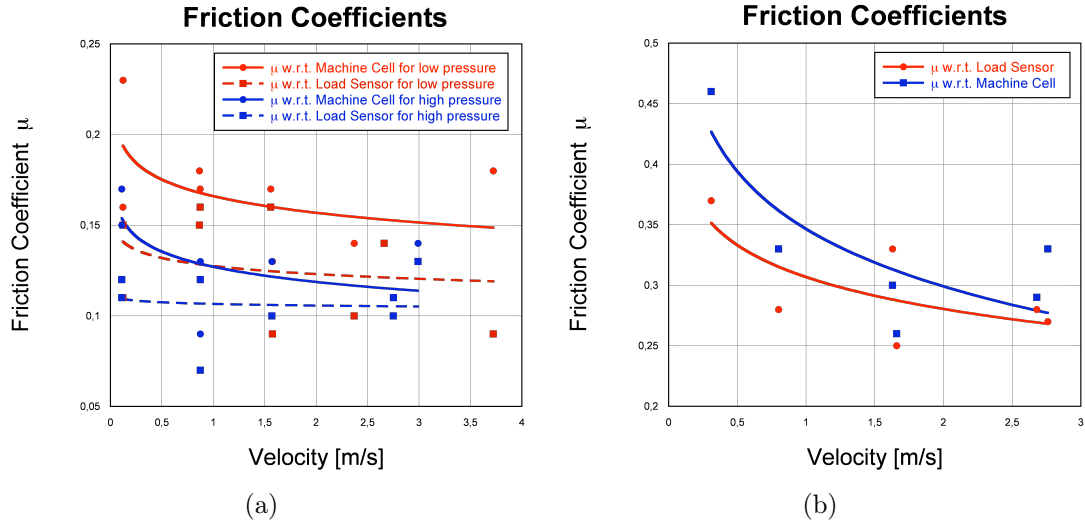 Friction Coefficients
0,25
0,2
0,15
0,1
0,05
Friction Coefficient μ
μ w.r.t. Machine Cell for low pressure
μ w.r.t. Load Sensor for low pressure
μ w.r.t. Machine Cell for high pressure
μ w.r.t. Load Sensor for high pressure
0 0,5 1 1,5 2 2,5 3 3,5 4
Velocity [m/s]
(a)
Friction Coefficients
0,5
0,45
0,4
0,35
0,3
0,25
0,2
Friction Coefficient μ
μ w.r.t. Load Sensor
μ w.r.t. Machine Cell
0 0,5 1 1,5 2 2,5 3
Velocity [m/s]
(b)